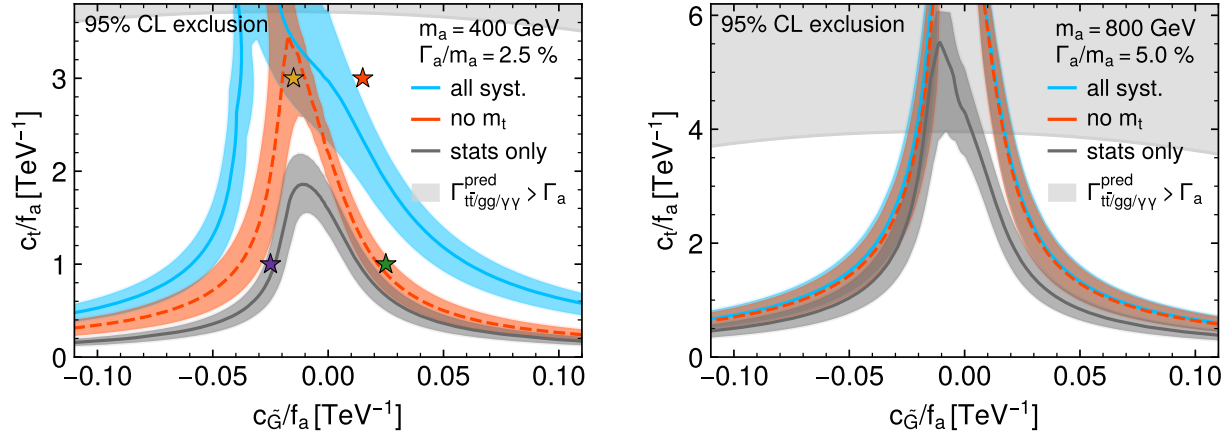 95% CL exclusion
m_a = 400 GeV
Γ_a/m_a = 2.5 %
all syst.
no m_t
stats only
Γ^pred_tt̄/gg/γγ > Γ_a
3
2
1
0
c_t/f_a [TeV⁻¹]
−0.10 −0.05 0.00 0.05 0.10
c_G̃/f_a [TeV⁻¹]
95% CL exclusion
m_a = 800 GeV
Γ_a/m_a = 5.0 %
all syst.
no m_t
stats only
Γ^pred_tt̄/gg/γγ > Γ_a
6
4
2
0
c_t/f_a [TeV⁻¹]
−0.10 −0.05 0.00 0.05 0.10
c_G̃/f_a [TeV⁻¹]